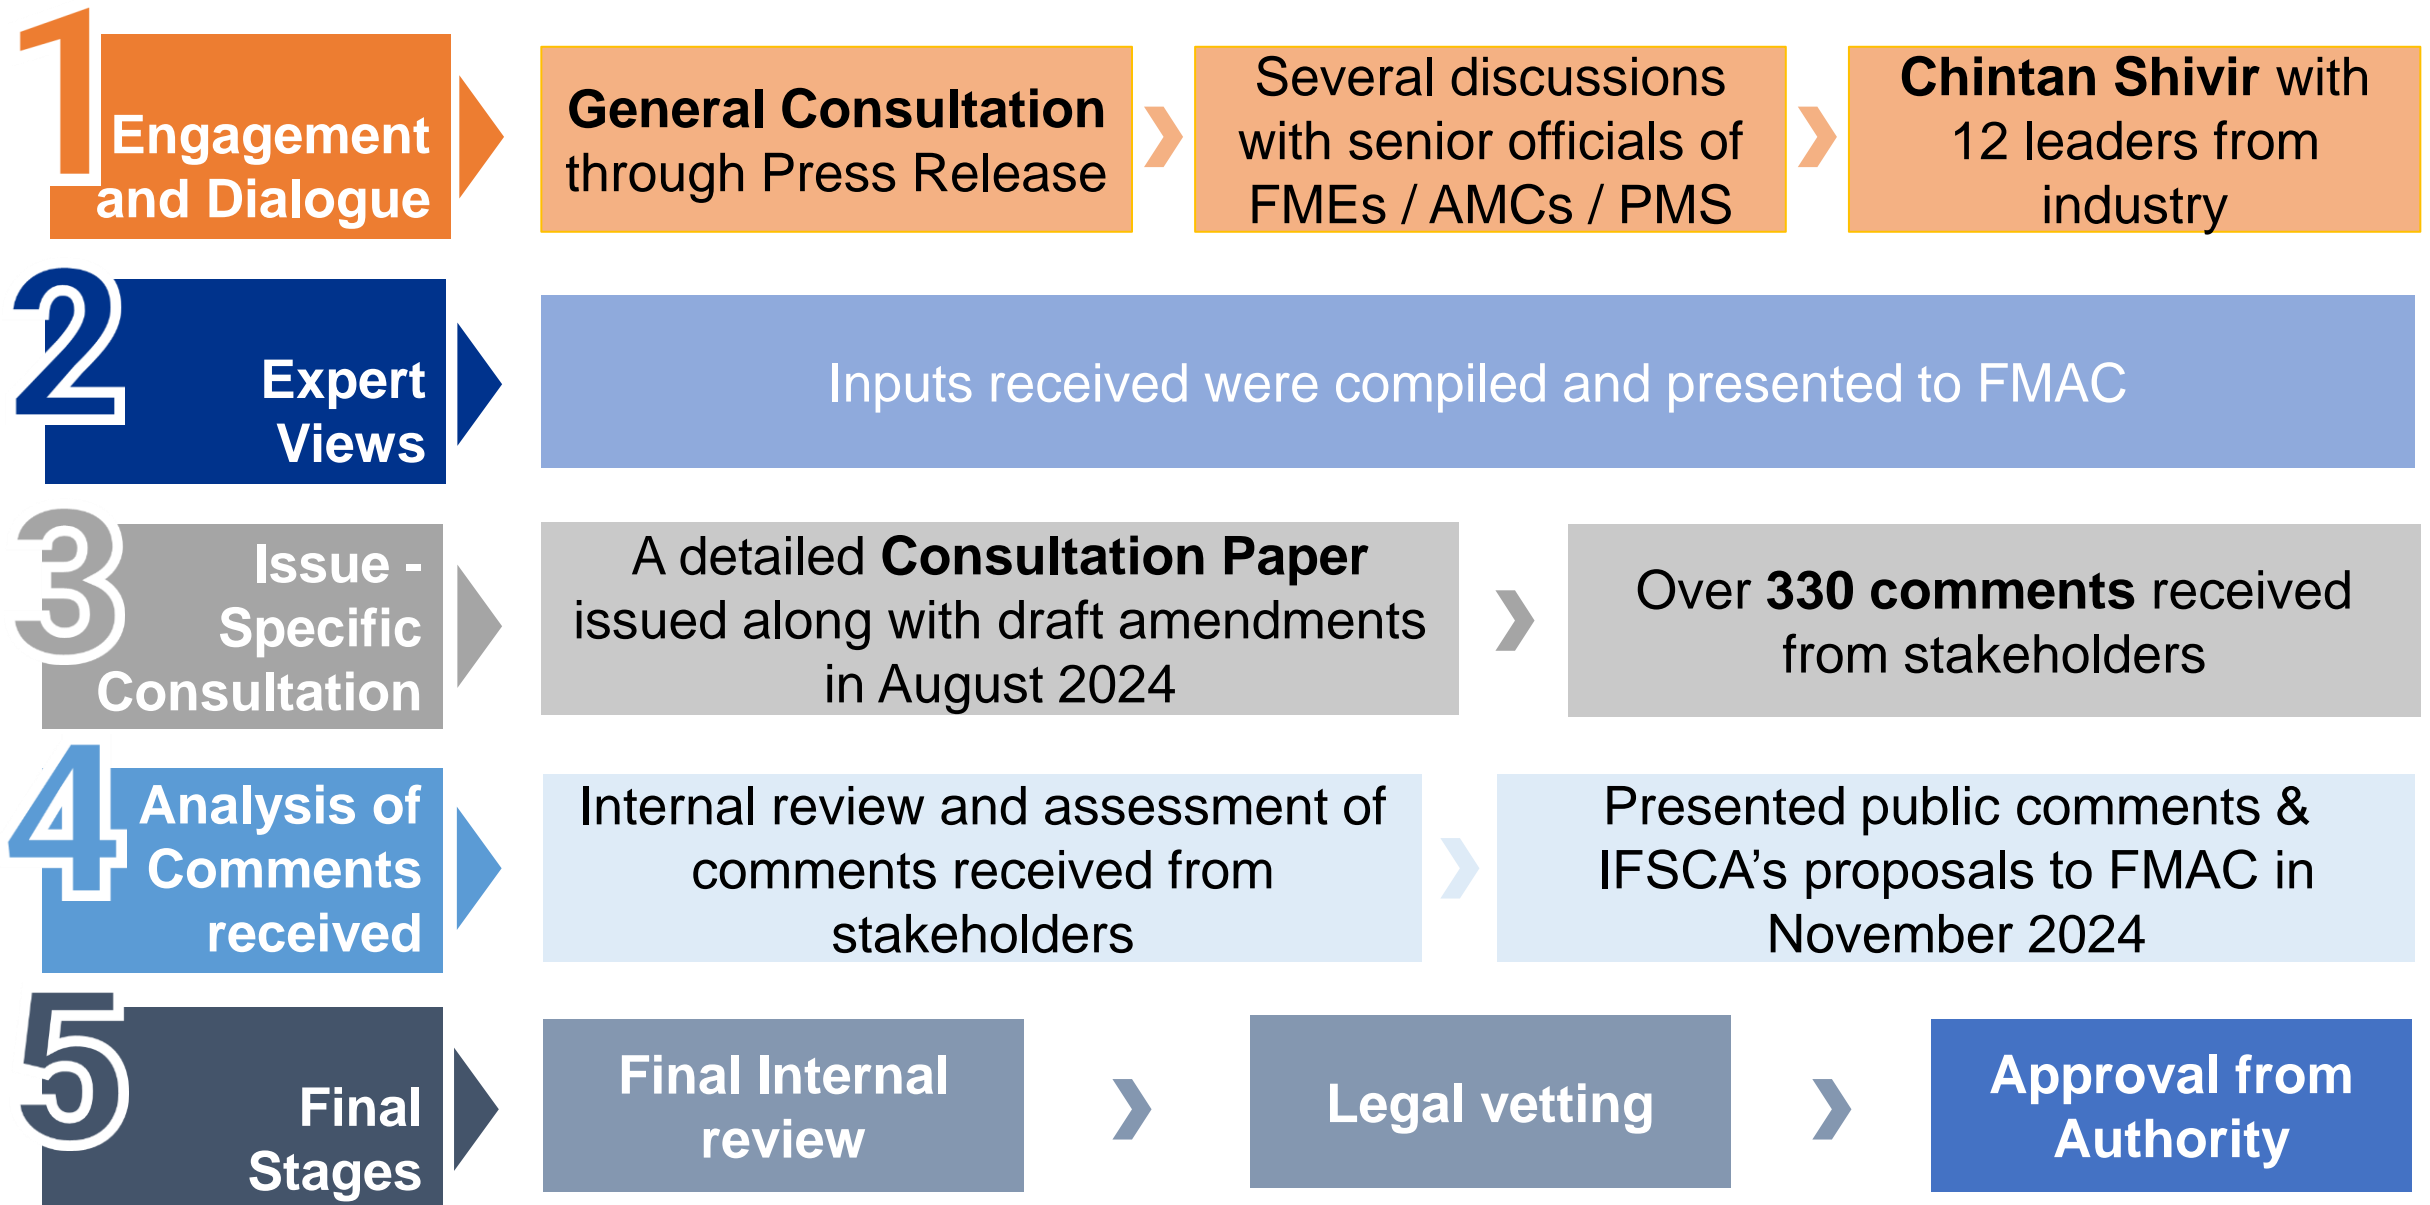 1
Engagement
and Dialogue
General Consultation
through Press Release
Several discussions
with senior officials of
FMEs / AMCs / PMS
Chintan Shivir with
12 leaders from
industry
2
Expert
Views
Inputs received were compiled and presented to FMAC
3
Issue -
Specific
Consultation
A detailed Consultation Paper
issued along with draft amendments
in August 2024
Over 330 comments received
from stakeholders
4
Analysis of
Comments
received
Internal review and assessment of
comments received from
stakeholders
Presented public comments &
IFSCA’s proposals to FMAC in
November 2024
5
Final
Stages
Final Internal
review
Legal vetting
Approval from
Authority